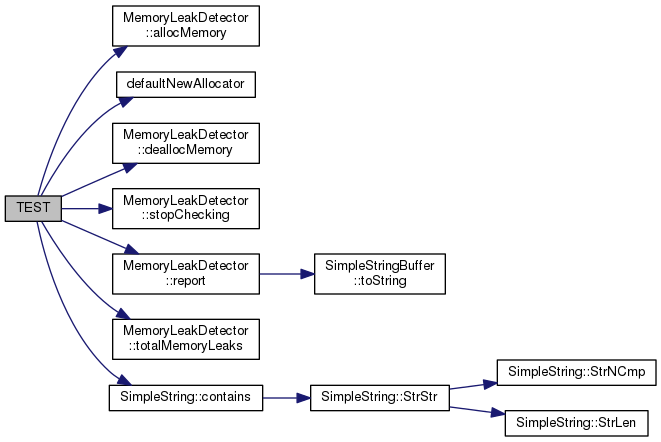 MemoryLeakDetector
::allocMemory
defaultNewAllocator
MemoryLeakDetector
::deallocMemory
TEST
MemoryLeakDetector
::stopChecking
MemoryLeakDetector
::report
SimpleStringBuffer
::toString
MemoryLeakDetector
::totalMemoryLeaks
SimpleString::contains
SimpleString::StrStr
SimpleString::StrNCmp
SimpleString::StrLen